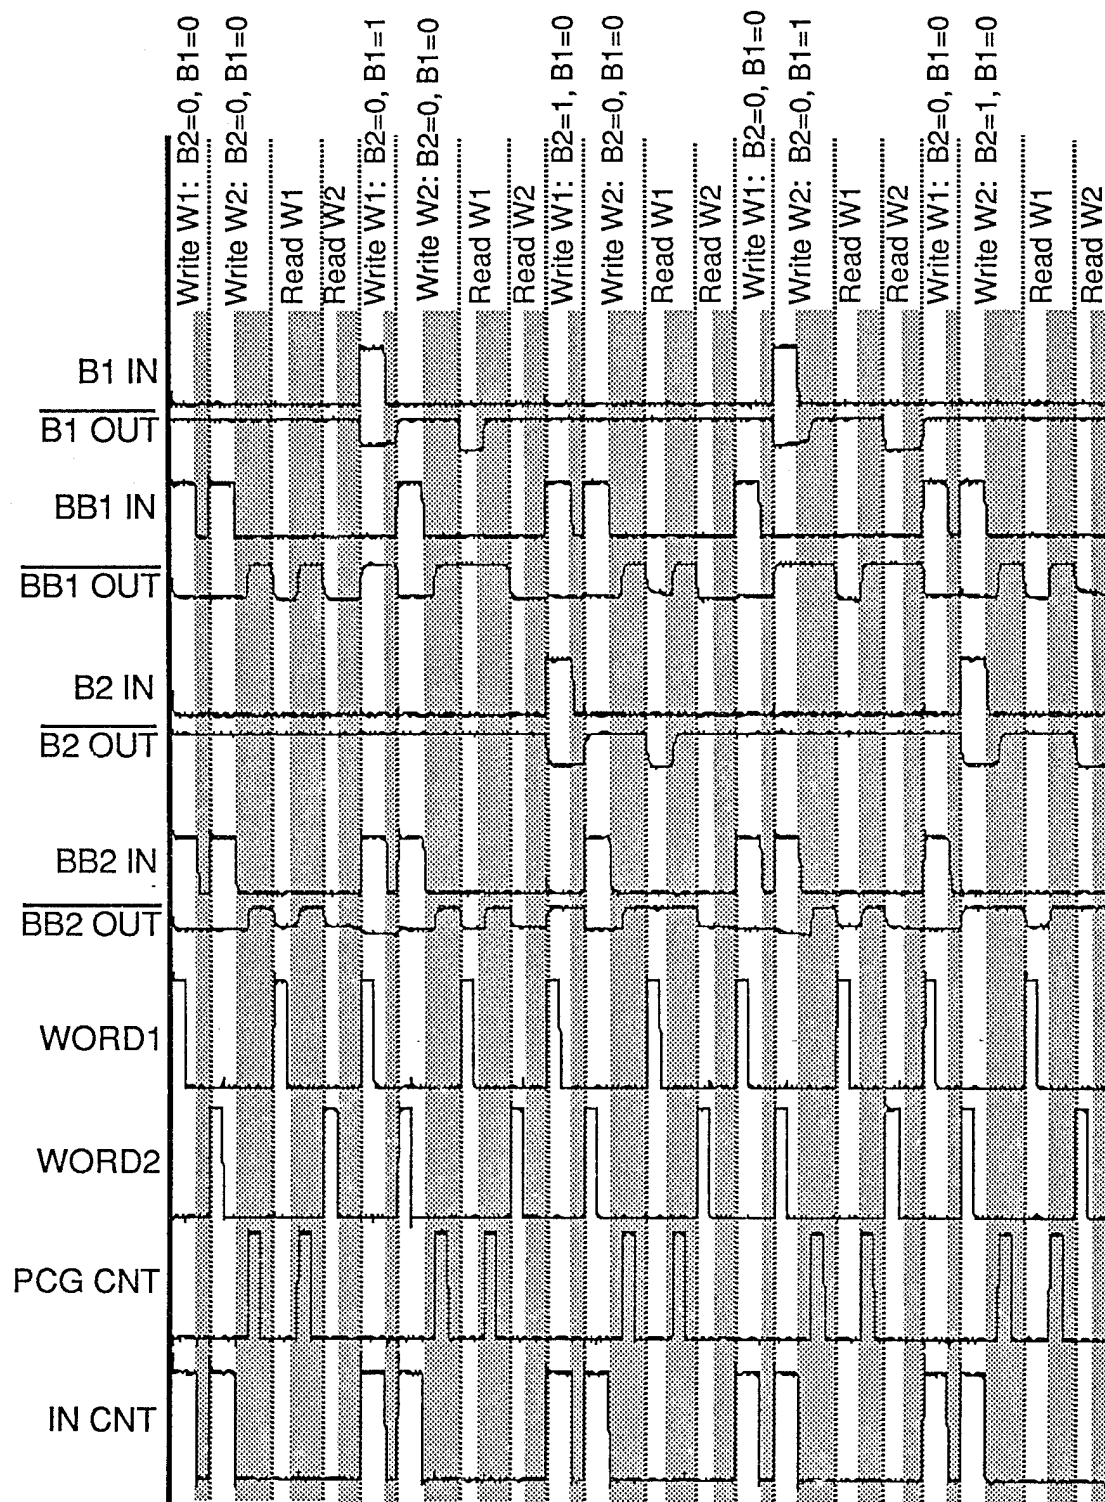 Write W1: B2=0, B1=0
Write W2: B2=0, B1=0
Read W1
Read W2
Write W1: B2=0, B1=1
Write W2: B2=0, B1=0
Read W1
Read W2
Write W1: B2=1, B1=0
Write W2: B2=0, B1=0
Read W1
Read W2
Write W1: B2=0, B1=0
Write W2: B2=0, B1=1
Read W1
Read W2
Write W1: B2=0, B1=0
Write W2: B2=1, B1=0
Read W1
Read W2
B1 IN
B1 OUT
BB1 IN
BB1 OUT
B2 IN
B2 OUT
BB2 IN
BB2 OUT
WORD1
WORD2
PCG CNT
IN CNT